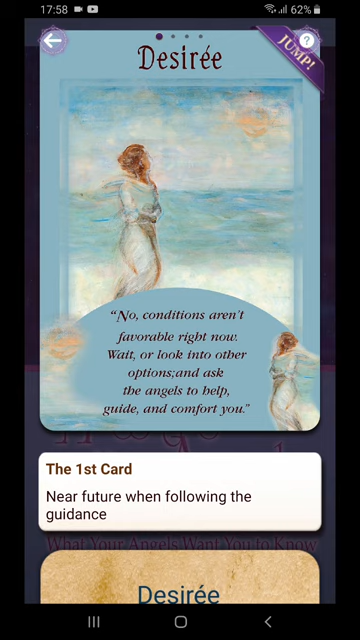 17:58
62%
Desirée
JUMP!
?
"No, conditions aren't
favorable right now.
Wait, or look into other
options;and ask
the angels to help,
guide, and comfort you."
The 1st Card
Near future when following the
guidance
What Your Angels Want You to Know
Desirée